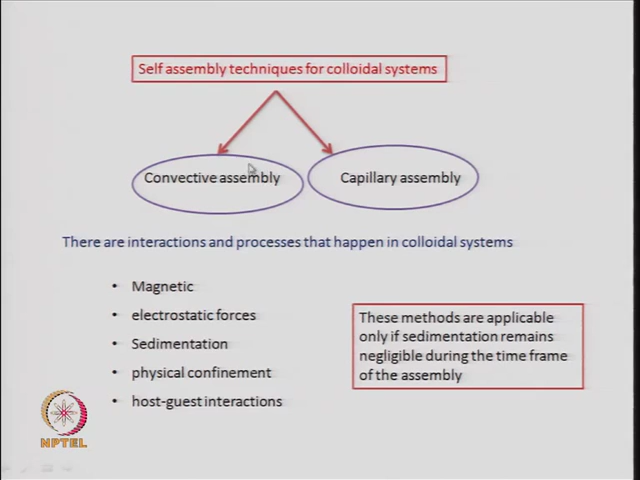 Self assembly techniques for colloidal systems
Convective assembly
Capillary assembly
There are interactions and processes that happen in colloidal systems
• Magnetic
• electrostatic forces
• Sedimentation
• physical confinement
• host-guest interactions
These methods are applicable
only if sedimentation remains
negligible during the time frame
of the assembly
NPTEL